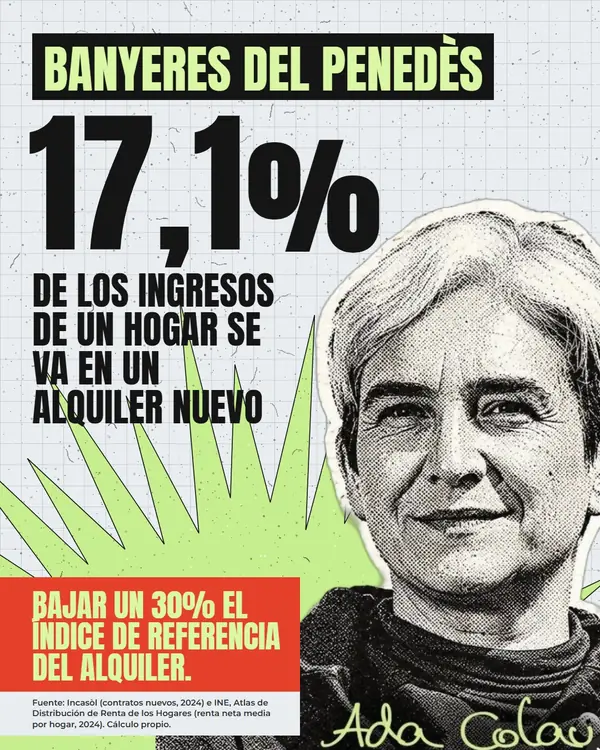 BANYERES DEL PENEDÈS
17,1%
DE LOS INGRESOS
DE UN HOGAR SE
VA EN UN
ALQUILER NUEVO
BAJAR UN 30% EL
ÍNDICE DE REFERENCIA
DEL ALQUILER.
Fuente: Incasòl (contratos nuevos, 2024) e INE, Atlas de
Distribución de Renta de los Hogares (renta neta media
por hogar, 2024). Cálculo propio.
Ada Colau